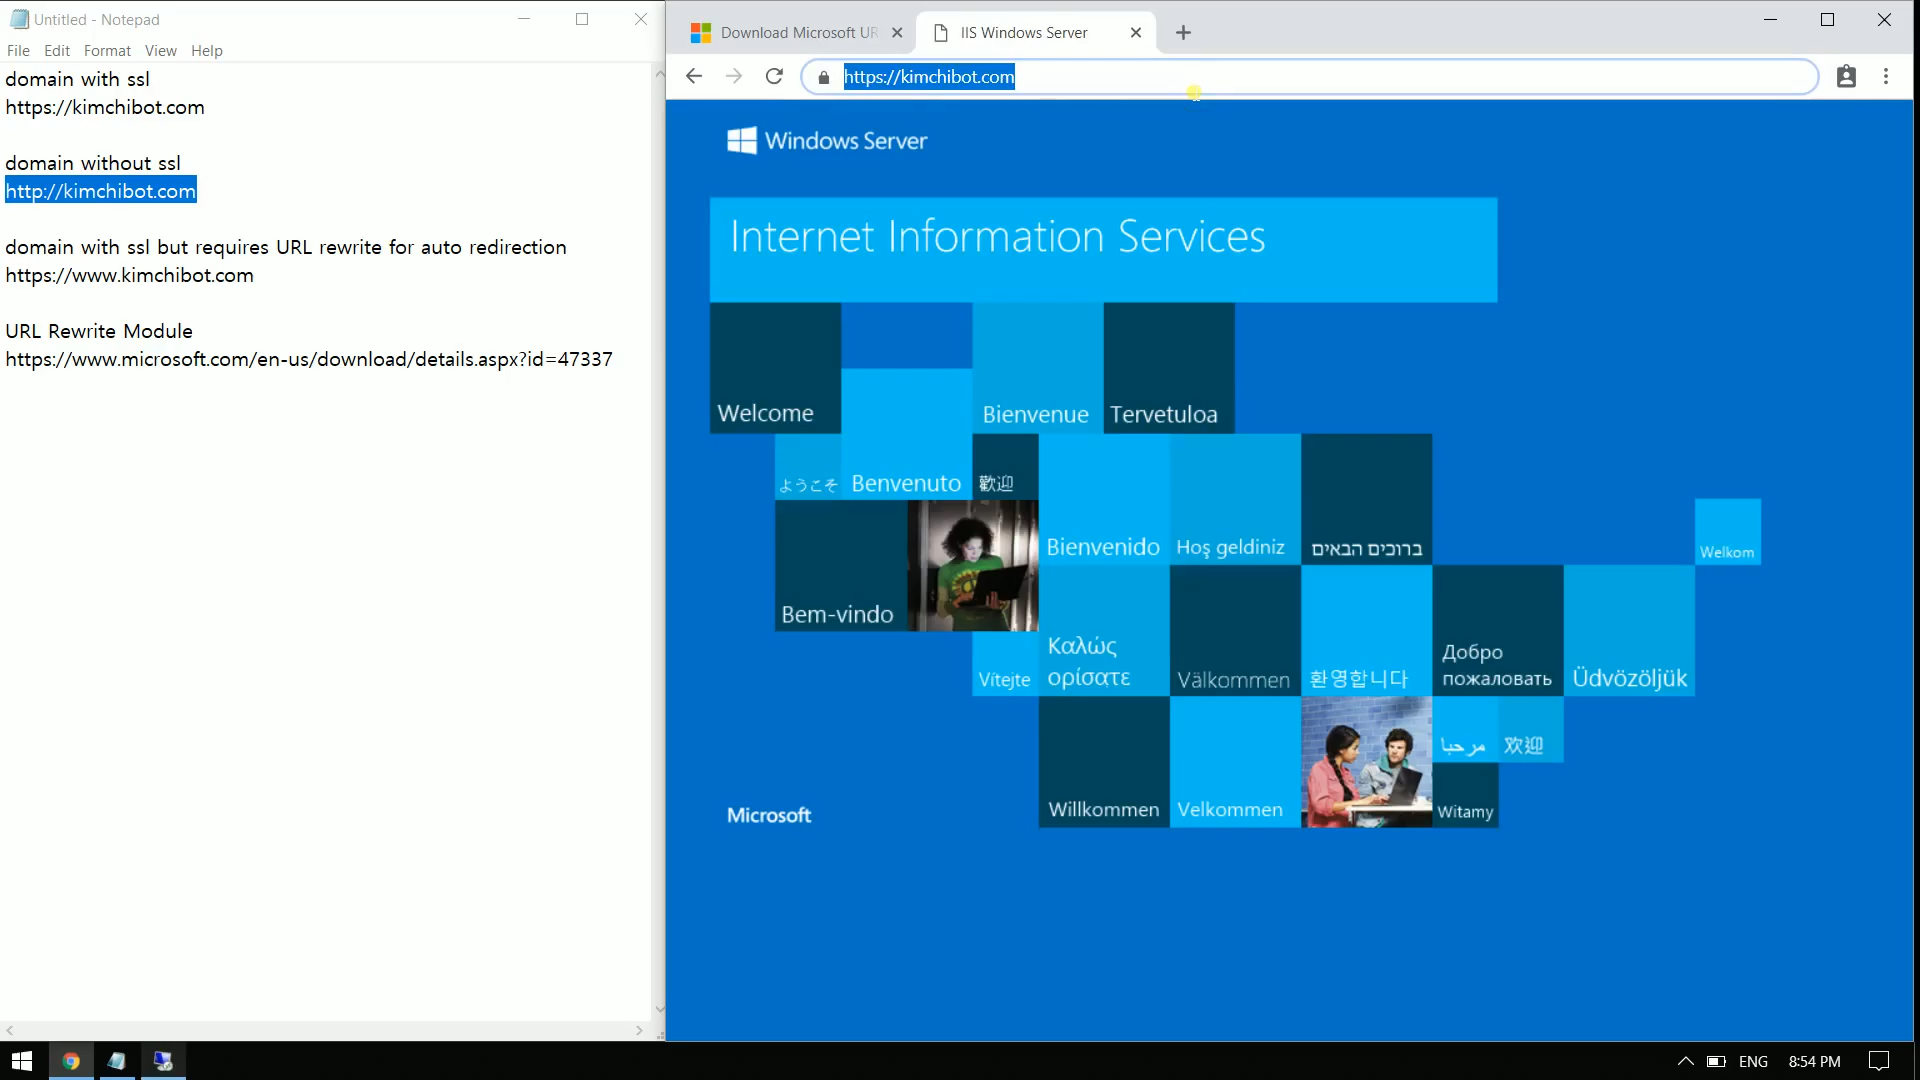 Untitled - Notepad
File Edit Format View Help
domain with ssl
https://kimchibot.com
domain without ssl
http://kimchibot.com
domain with ssl but requires URL rewrite for auto redirection
https://www.kimchibot.com
URL Rewrite Module
https://www.microsoft.com/en-us/download/details.aspx?id=47337
Download Microsoft UR
IIS Windows Server
https://kimchibot.com
Windows Server
Internet Information Services
Welcome
Bienvenue
Tervetuloa
ようこそ
Benvenuto
歡迎
Bienvenido
Hoş geldiniz
ברוכים הבאים
Welkom
Bem-vindo
Vítejte
Καλώς
ορίσατε
Välkommen
환영합니다
Добро
пожаловать
Üdvözöljük
Microsoft
Willkommen
Velkommen
مرحبا
欢迎
Witamy
ENG
8:54 PM